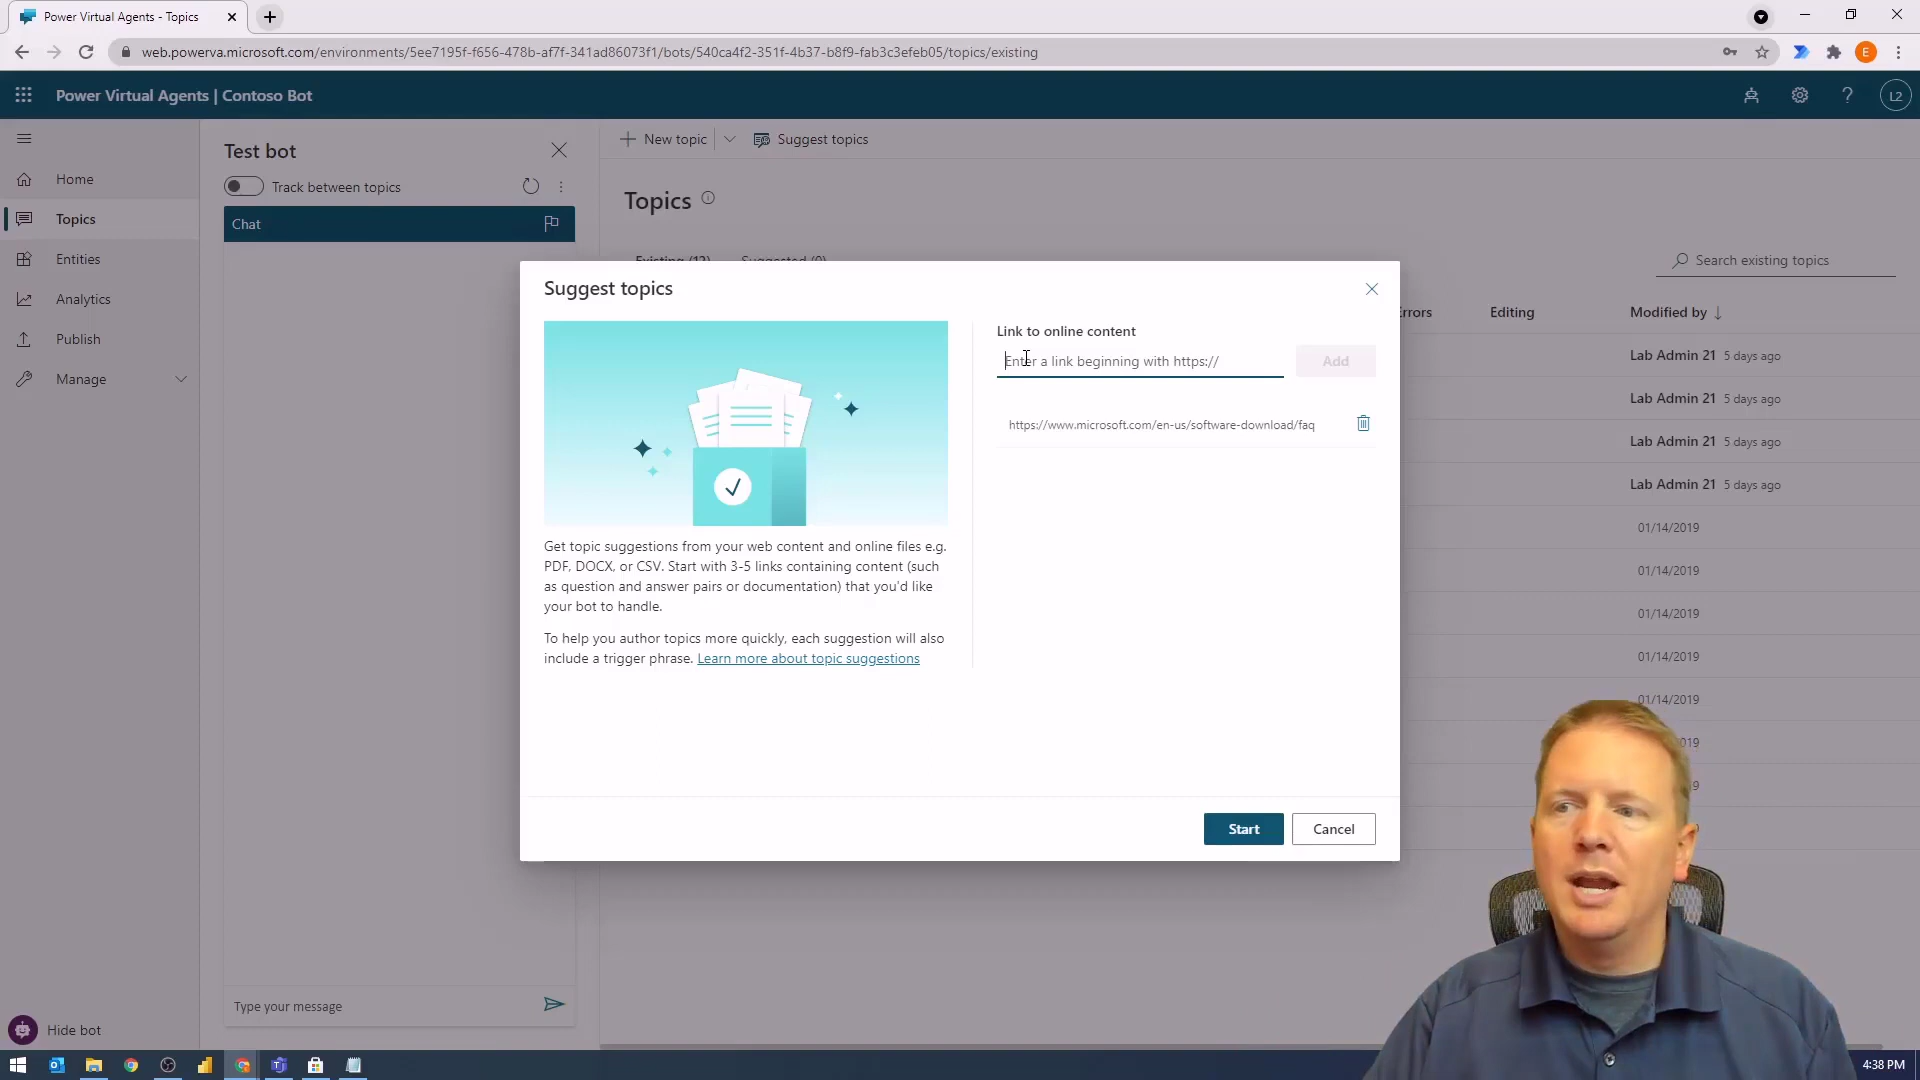 Power Virtual Agents - Topics
web.powerva.microsoft.com/environments/5ee7195f-f656-478b-af7f-341ad86073f1/bots/540ca4f2-351f-4b37-b8f9-fab3c3efeb05/topics/existing
E
Power Virtual Agents | Contoso Bot
L2
Home
Topics
Entities
Analytics
Publish
Manage
Hide bot
Test bot
Track between topics
Chat
Type your message
New topic
Suggest topics
Topics
Existing (12)
Suggested (0)
Search existing topics
Errors
Editing
Modified by
Lab Admin 21 5 days ago
Lab Admin 21 5 days ago
Lab Admin 21 5 days ago
Lab Admin 21 5 days ago
01/14/2019
01/14/2019
01/14/2019
01/14/2019
01/14/2019
Suggest topics
Get topic suggestions from your web content and online files e.g.
PDF, DOCX, or CSV. Start with 3-5 links containing content (such
as question and answer pairs or documentation) that you'd like
your bot to handle.
To help you author topics more quickly, each suggestion will also
include a trigger phrase. Learn more about topic suggestions
Link to online content
Enter a link beginning with https://
Add
https://www.microsoft.com/en-us/software-download/faq
Start
Cancel
4:38 PM